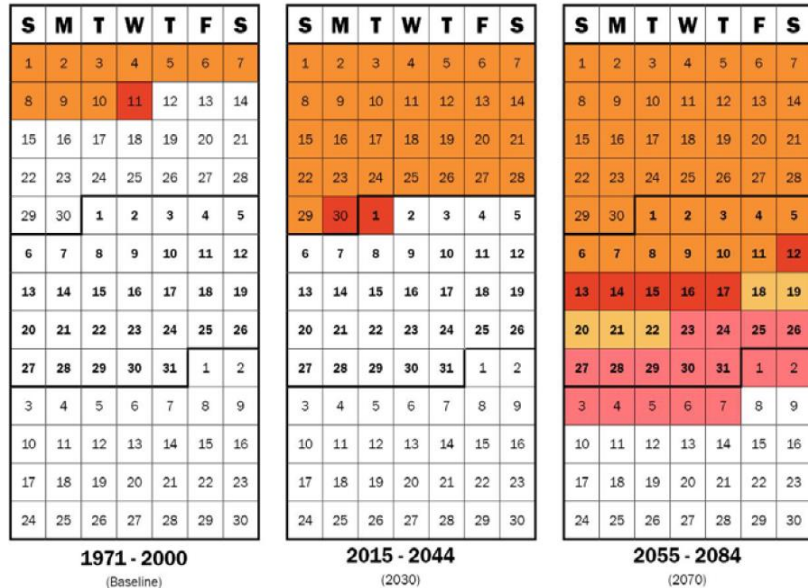 S M T W T F S
1 2 3 4 5 6 7
8 9 10 11 12 13 14
15 16 17 18 19 20 21
22 23 24 25 26 27 28
29 30 1 2 3 4 5
6 7 8 9 10 11 12
13 14 15 16 17 18 19
20 21 22 23 24 25 26
27 28 29 30 31 1 2
3 4 5 6 7 8 9
10 11 12 13 14 15 16
17 18 19 20 21 22 23
24 25 26 27 28 29 30
1971 - 2000
(Baseline)
S M T W T F S
1 2 3 4 5 6 7
8 9 10 11 12 13 14
15 16 17 18 19 20 21
22 23 24 25 26 27 28
29 30 1 2 3 4 5
6 7 8 9 10 11 12
13 14 15 16 17 18 19
20 21 22 23 24 25 26
27 28 29 30 31 1 2
3 4 5 6 7 8 9
10 11 12 13 14 15 16
17 18 19 20 21 22 23
24 25 26 27 28 29 30
2015 - 2044
(2030)
S M T W T F S
1 2 3 4 5 6 7
8 9 10 11 12 13 14
15 16 17 18 19 20 21
22 23 24 25 26 27 28
29 30 1 2 3 4 5
6 7 8 9 10 11 12
13 14 15 16 17 18 19
20 21 22 23 24 25 26
27 28 29 30 31 1 2
3 4 5 6 7 8 9
10 11 12 13 14 15 16
17 18 19 20 21 22 23
24 25 26 27 28 29 30
2055 - 2084
(2070)